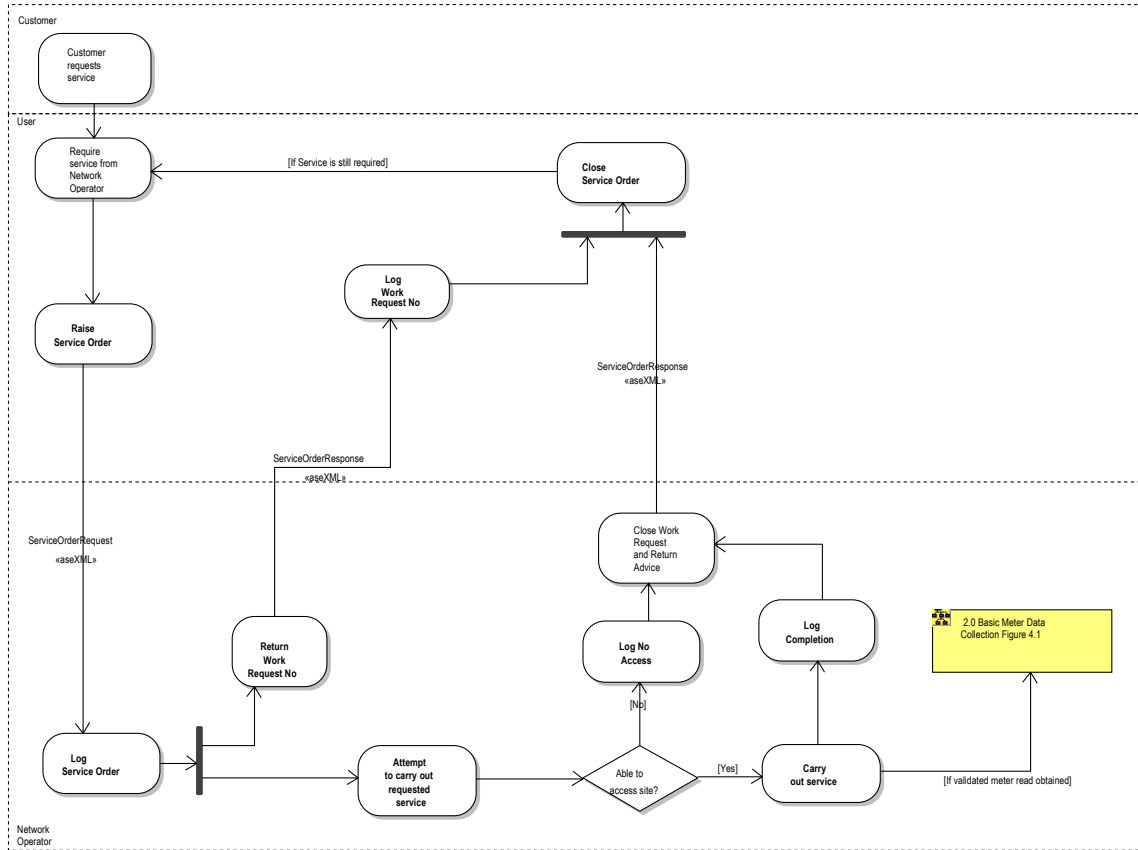 Customer
Customer
requests
service
User
Require
service from
Network
Operator
[If Service is still required]
Close
Service Order
Log
Work
Request No
Raise
Service Order
ServiceOrderResponse
«aseXML»
ServiceOrderResponse
«aseXML»
ServiceOrderRequest
«aseXML»
Close Work
Request
and Return
Advice
Return
Work
Request No
Log No
Access
Log
Completion
2.0 Basic Meter Data
Collection Figure 4.1
[No]
Log
Service Order
Attempt
to carry out
requested
service
Able to
access site?
[Yes]
Carry
out service
[If validated meter read obtained]
Network
Operator